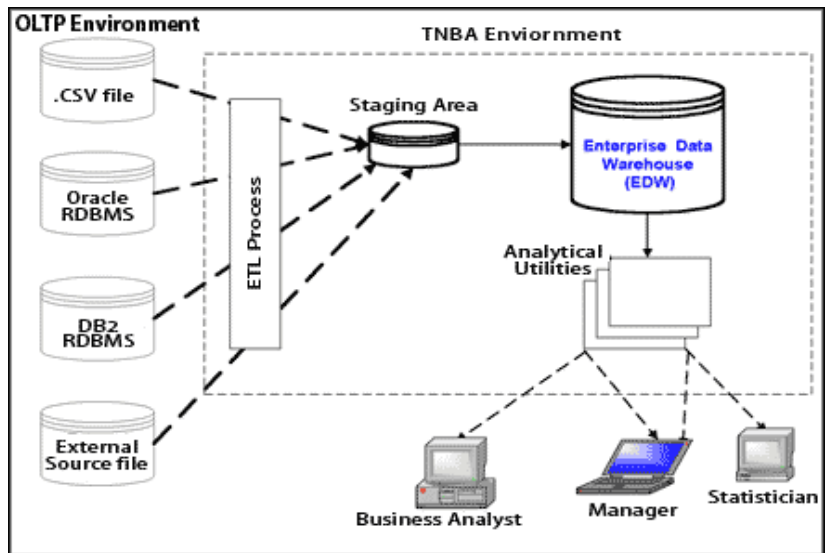 OLTP Environment
TNBA Enviornment
.CSV file
Staging Area
Enterprise Data
Warehouse
(EDW)
Oracle
RDBMS
ETL Process
Analytical
Utilities
DB2
RDBMS
External
Source file
Business Analyst
Manager
Statistician